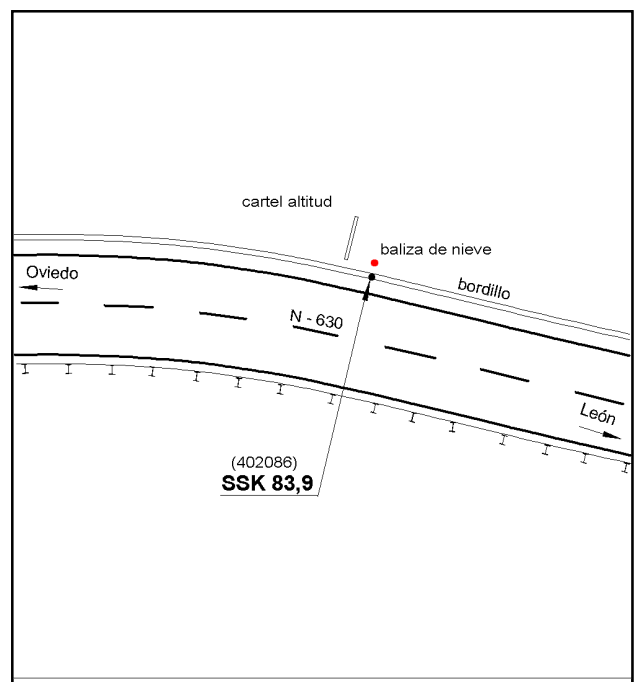 cartel altitud
baliza de nieve
Oviedo
bordillo
N - 630
León
(402086)
SSK 83,9